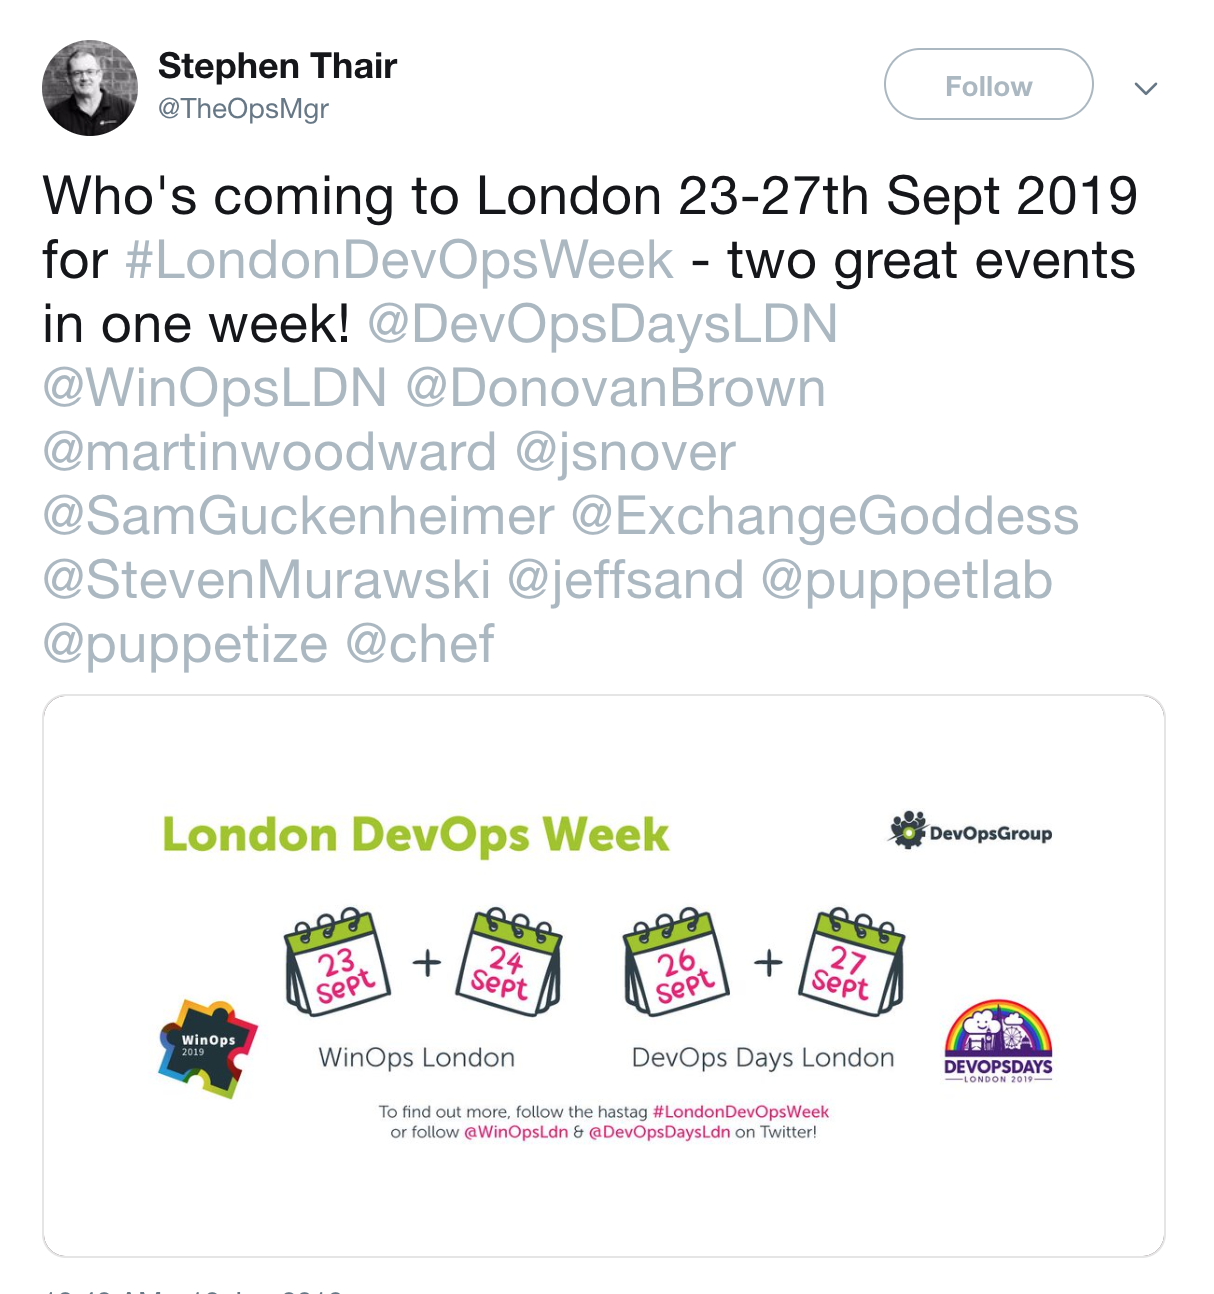 Stephen Thair
@TheOpsMgr
Follow
Who's coming to London 23-27th Sept 2019
for #LondonDevOpsWeek - two great events
in one week! @DevOpsDaysLDN
@WinOpsLDN @DonovanBrown
@martinwoodward @jsnover
@SamGuckenheimer @ExchangeGoddess
@StevenMurawski @jeffsand @puppetlab
@puppetize @chef
London DevOps Week
DevOpsGroup
23 Sept + 24 Sept
26 Sept + 27 Sept
WinOps
2019
WinOps London
DevOps Days London
DEVOPSDAYS
LONDON 2019
To find out more, follow the hastag #LondonDevOpsWeek
or follow @WinOpsLdn & @DevOpsDaysLdn on Twitter!